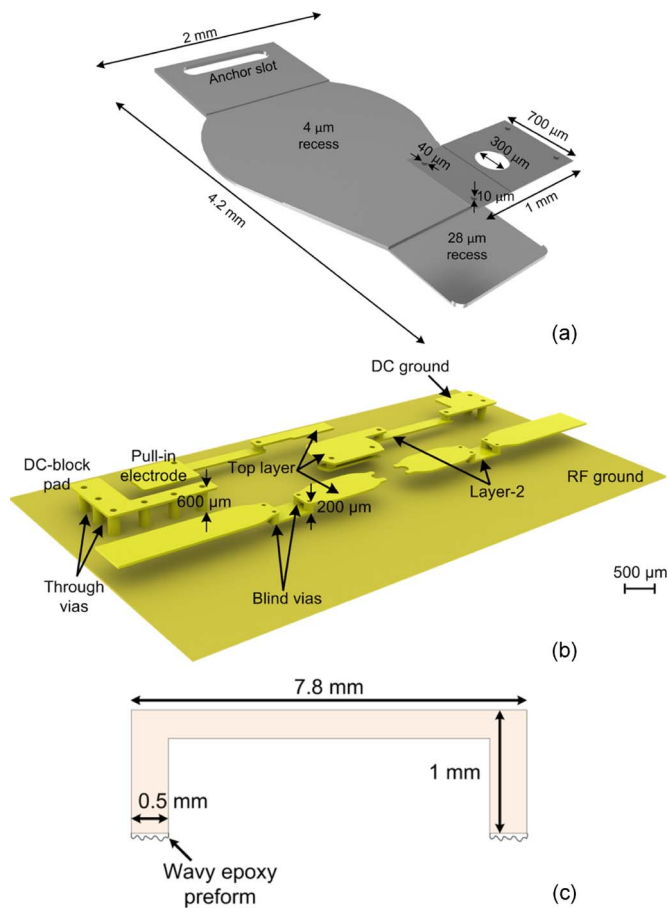 2 mm
Anchor slot
4 µm
recess
700 µm
300µm
40 µm
10 µm
1 mm
28 µm
recess
4.2 mm
(a)
DC ground
DC-block
pad
Pull-in
electrode
Top layer
Layer-2
RF ground
600 µm
200 µm
Through
vias
Blind vias
500 µm
(b)
7.8 mm
1 mm
0.5 mm
Wavy epoxy
preform
(c)